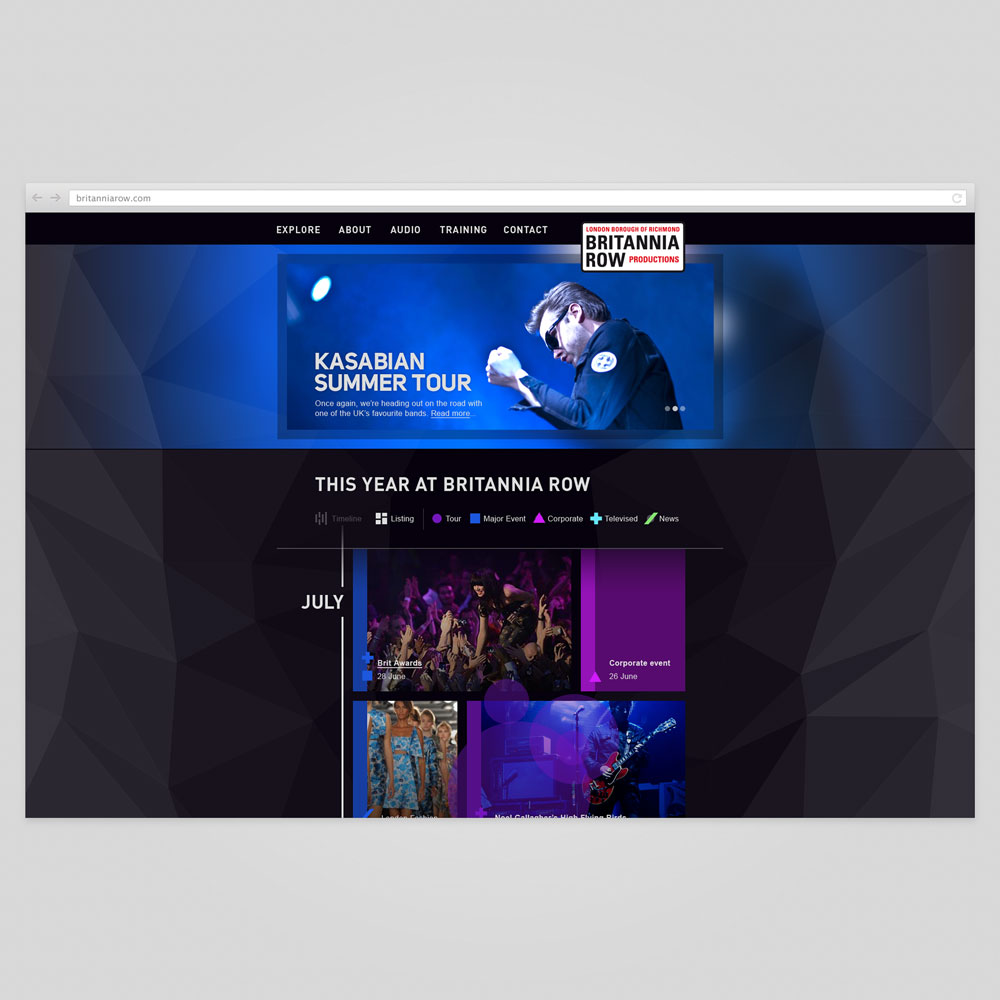 britanniarow.com
EXPLORE ABOUT AUDIO TRAINING CONTACT
LONDON BOROUGH OF RICHMOND
BRITANNIA
ROW PRODUCTIONS
KASABIAN
SUMMER TOUR
Once again, we're heading out on the road with
one of the UK's favourite bands. Read more...
THIS YEAR AT BRITANNIA ROW
Timeline Listing Tour Major Event Corporate Televised News
JULY
Brit Awards
28 June
Corporate event
26 June
London Fashion
Noel Gallagher's High Flying Birds